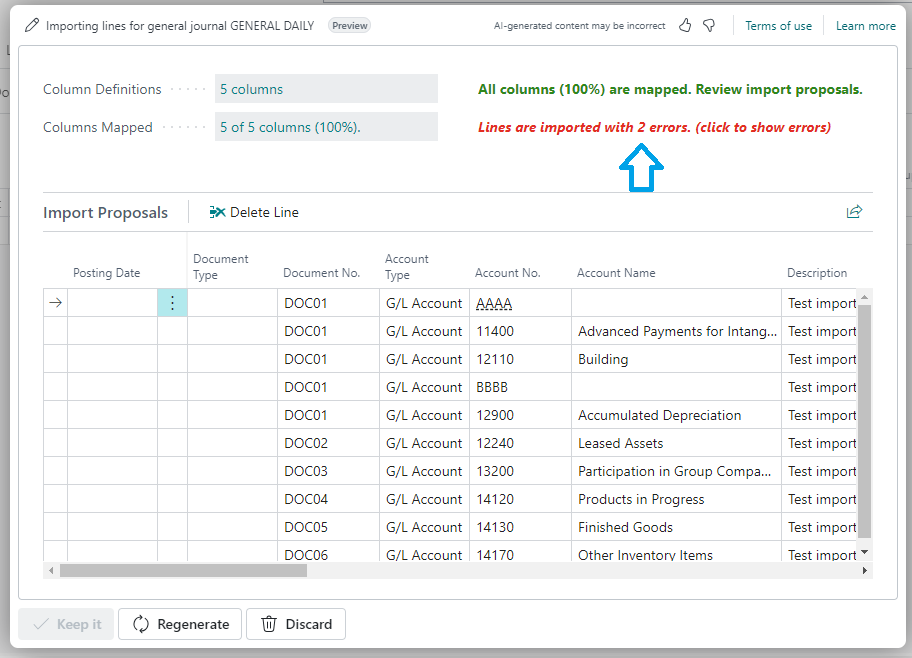 Importing lines for general journal GENERAL DAILY Preview AI-generated content may be incorrect Terms of use Learn more
Column Definitions 5 columns All columns (100%) are mapped. Review import proposals.
Columns Mapped 5 of 5 columns (100%). Lines are imported with 2 errors. (click to show errors)
Import Proposals Delete Line
Posting Date Document Type Document No. Account Type Account No. Account Name Description
DOC01 G/L Account AAAA Test import
DOC01 G/L Account 11400 Advanced Payments for Intang... Test import
DOC01 G/L Account 12110 Building Test import
DOC01 G/L Account BBBB Test import
DOC01 G/L Account 12900 Accumulated Depreciation Test import
DOC02 G/L Account 12240 Leased Assets Test import
DOC03 G/L Account 13200 Participation in Group Compa... Test import
DOC04 G/L Account 14120 Products in Progress Test import
DOC05 G/L Account 14130 Finished Goods Test import
DOC06 G/L Account 14170 Other Inventory Items Test import
Keep it Regenerate Discard